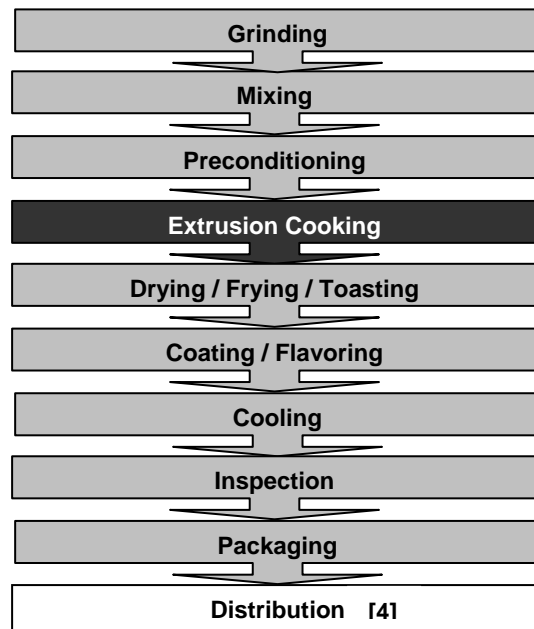 Grinding
Mixing
Preconditioning
Extrusion Cooking
Drying / Frying / Toasting
Coating / Flavoring
Cooling
Inspection
Packaging
Distribution [4]